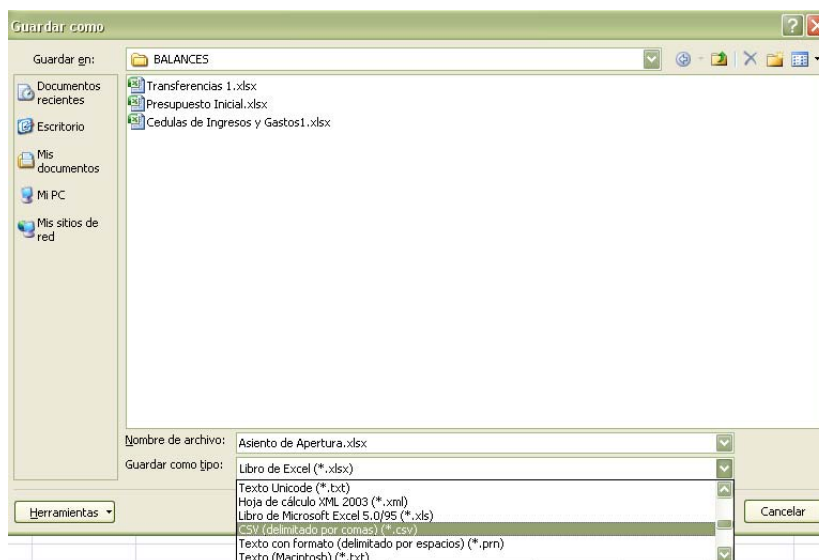 Guardar como
Guardar en: BALANCES
Documentos recientes
Escritorio
Mis documentos
Mi PC
Mis sitios de red
Transferencias 1.xlsx
Presupuesto Inicial.xlsx
Cedulas de Ingresos y Gastos1.xlsx
Nombre de archivo: Asiento de Apertura.xlsx
Guardar como tipo: Libro de Excel (*.xlsx)
Texto Unicode (*.txt)
Hoja de cálculo XML 2003 (*.xml)
Libro de Microsoft Excel 5.0/95 (*.xls)
CSV (delimitado por comas) (*.csv)
Texto con formato (delimitado por espacios) (*.prn)
Texto (Macintosh) (*.txt)
Herramientas
Cancelar